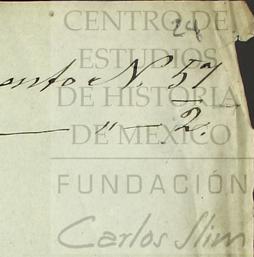 24
CENTRO DE
ESTUDIOS
DE HISTORIA
DE MEXICO
N. 57
" — 2.
FUNDACIÓN
Carlos Slim